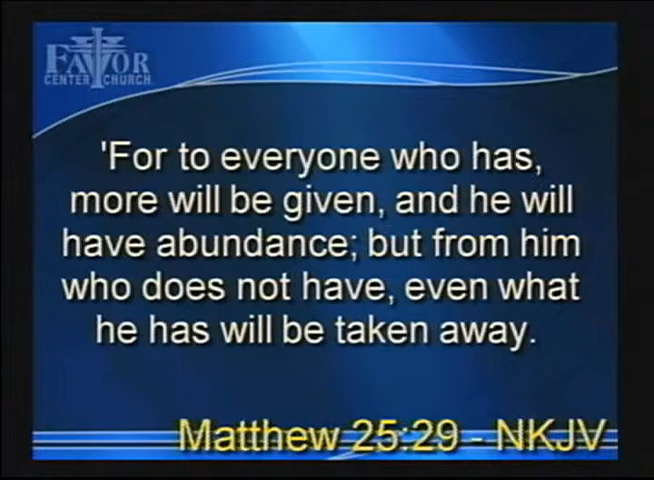 FAVOR
CENTER CHURCH
'For to everyone who has,
more will be given, and he will
have abundance; but from him
who does not have, even what
he has will be taken away.
Matthew 25:29 - NKJV